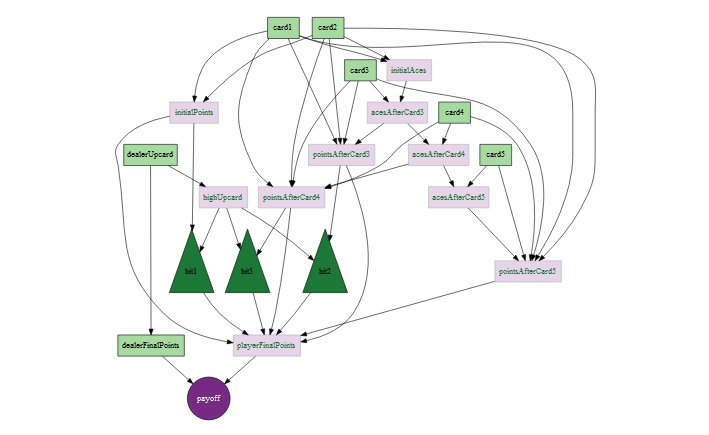 card1
card2
card3
initialAces
initialPoints
acesAfterCard3
card4
dealerUpcard
pointsAfterCard3
acesAfterCard4
card5
highUpcard
pointsAfterCard4
acesAfterCard5
hit1
hit3
hit2
pointsAfterCard5
dealerFinalPoints
playerFinalPoints
payoff